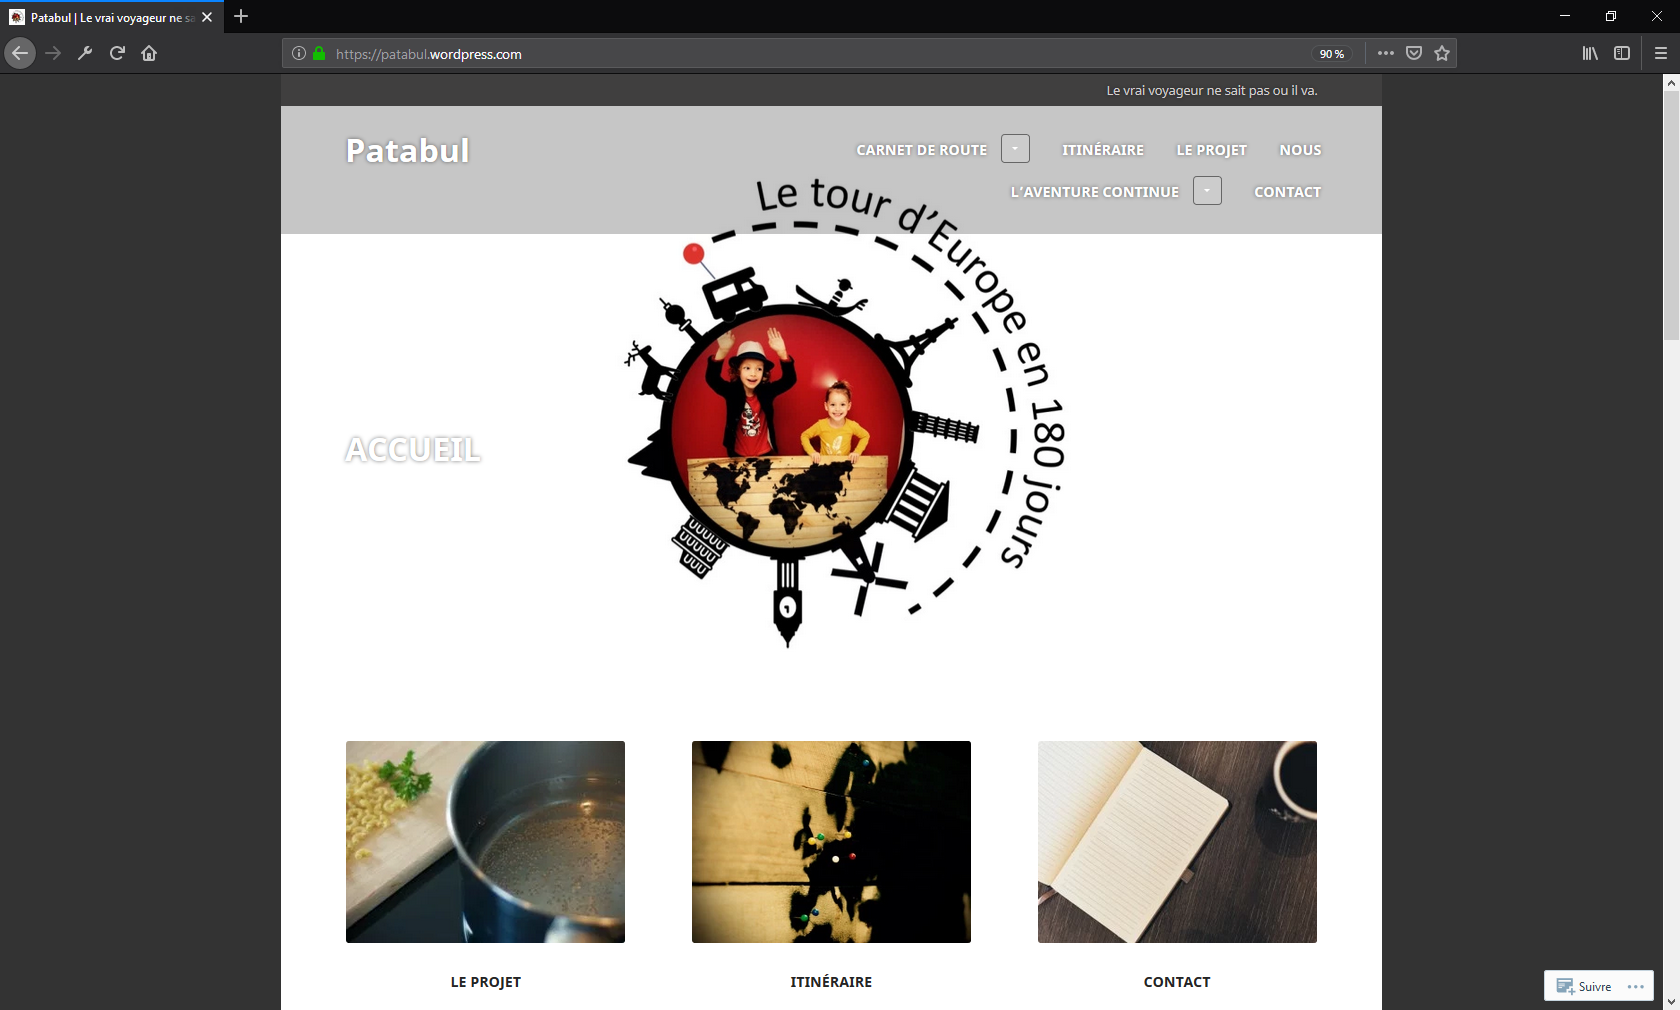 Patabul | Le vrai voyageur ne sa
https://patabul.wordpress.com
90 %
Le vrai voyageur ne sait pas ou il va.
Patabul
CARNET DE ROUTE
ITINÉRAIRE
LE PROJET
NOUS
L'AVENTURE CONTINUE
CONTACT
Le tour d'Europe en 180 jours
ACCUEIL
LE PROJET
ITINÉRAIRE
CONTACT
Suivre